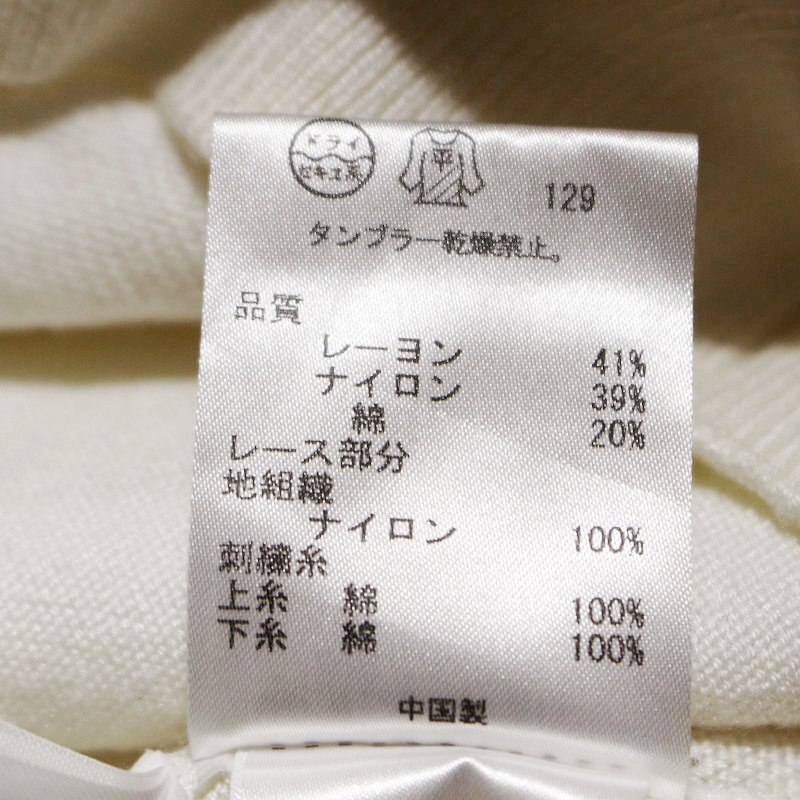 ドライ
セキユ系
平
129
タンブラー乾燥禁止。
品質
レーヨン 41%
ナイロン 39%
綿 20%
レース部分
地組織
ナイロン 100%
刺繍糸
上糸 綿 100%
下糸 綿 100%
中国製